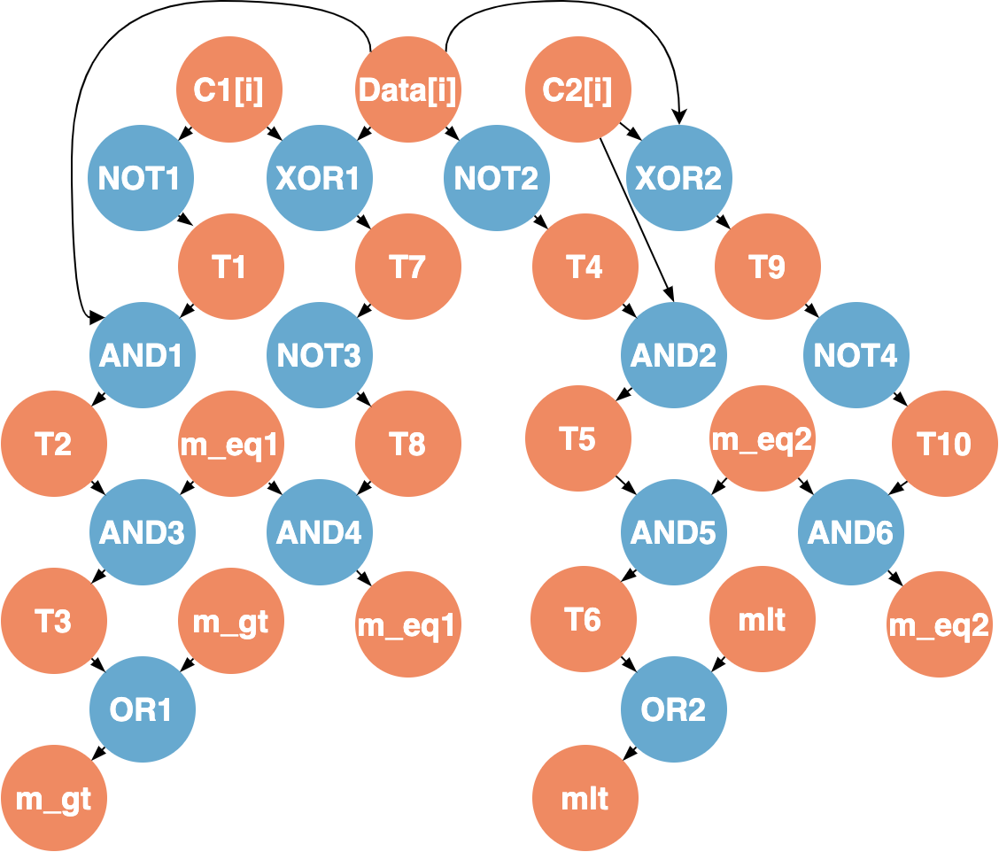 C1[i]
Data[i]
C2[i]
NOT1
XOR1
NOT2
XOR2
T1
T7
T4
T9
AND1
NOT3
AND2
NOT4
T2
m_eq1
T8
T5
m_eq2
T10
AND3
AND4
AND5
AND6
T3
m_gt
m_eq1
T6
mlt
m_eq2
OR1
OR2
m_gt
mlt